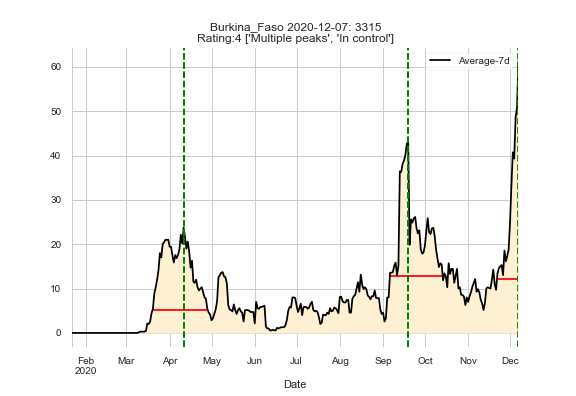 Burkina_Faso 2020-12-07: 3315
Rating:4 ['Multiple peaks', 'In control']
Average-7d
60
50
40
30
20
10
0
Feb Mar Apr May Jun Jul Aug Sep Oct Nov Dec
2020
Date